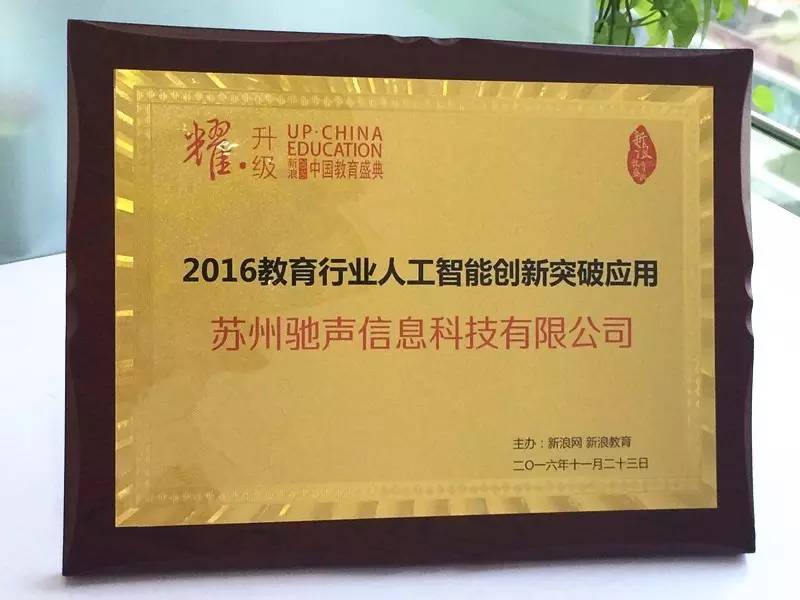 耀·升级
UP·CHINA
EDUCATION
新浪 中国教育盛典
2016教育行业人工智能创新突破应用
苏州驰声信息科技有限公司
主办：新浪网 新浪教育
二〇一六年十一月二十三日